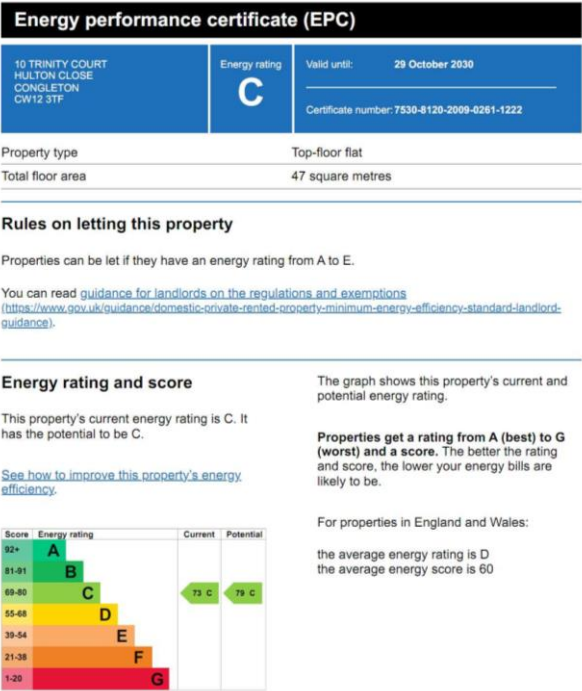 Energy performance certificate (EPC)
10 TRINITY COURT
HULTON CLOSE
CONGLETON
CW12 3TF
Energy rating
C
Valid until: 29 October 2030
Certificate number: 7530-8120-2009-0261-1222
Property type Top-floor flat
Total floor area 47 square metres
Rules on letting this property
Properties can be let if they have an energy rating from A to E.
You can read guidance for landlords on the regulations and exemptions
(https://www.gov.uk/guidance/domestic-private-rented-property-minimum-energy-efficiency-standard-landlord-
guidance).
Energy rating and score
This property's current energy rating is C. It
has the potential to be C.
See how to improve this property's energy
efficiency.
Score Energy rating Current Potential
92+ A
81-91 B
69-80 C 73 C 79 C
55-68 D
39-54 E
21-38 F
1-20 G
The graph shows this property's current and
potential energy rating.
Properties get a rating from A (best) to G
(worst) and a score. The better the rating
and score, the lower your energy bills are
likely to be.
For properties in England and Wales:
the average energy rating is D
the average energy score is 60